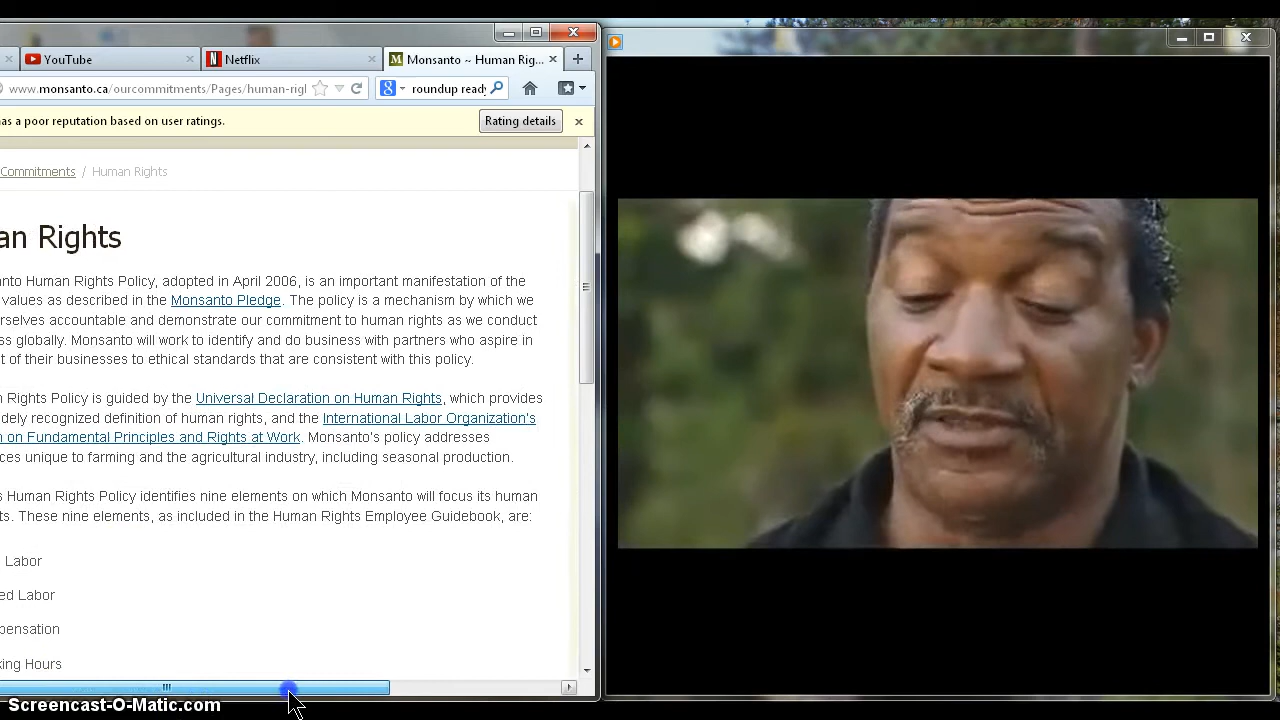 YouTube
Netflix
Monsanto ~ Human Rig...
www.monsanto.ca/ourcommitments/Pages/human-rigl
roundup ready
as a poor reputation based on user ratings.
Rating details
Commitments / Human Rights
an Rights
anto Human Rights Policy, adopted in April 2006, is an important manifestation of the
values as described in the Monsanto Pledge. The policy is a mechanism by which we
rselves accountable and demonstrate our commitment to human rights as we conduct
ss globally. Monsanto will identify and do business with partners who aspire in
t of their businesses to ethical standards that are consistent with this policy.
n Rights Policy is guided by the Universal Declaration on Human Rights, which provides
dely recognized definition of human rights, and the International Labor Organization's
n on Fundamental Principles and Rights at Work. Monsanto's policy addresses
ces unique to farming and the agricultural industry, including seasonal production.
s Human Rights Policy identifies nine elements on which Monsanto will focus its human
ts. These nine elements, as included in the Human Rights Employee Guidebook, are:
Labor
ed Labor
pensation
king Hours
Screencast-O-Matic.com